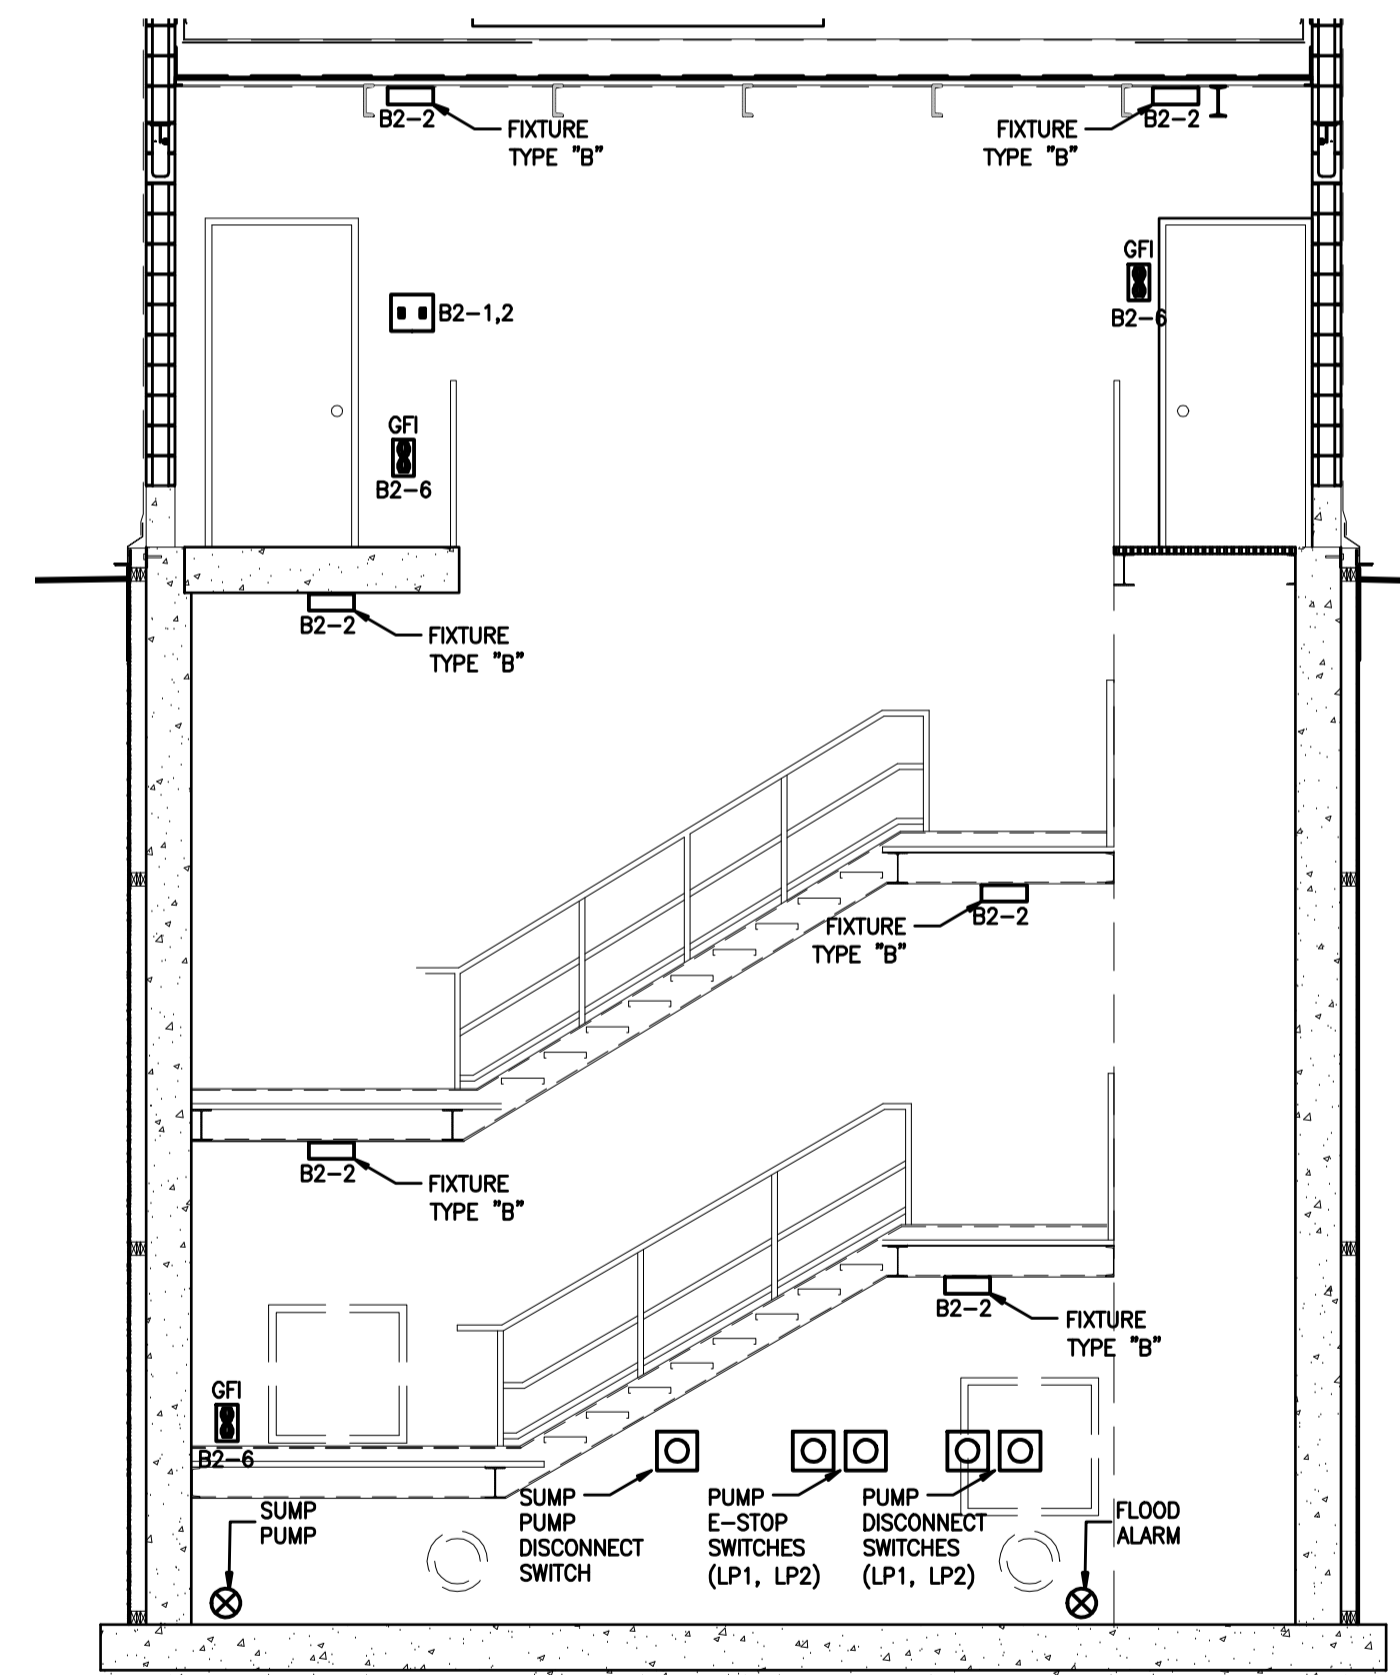 B2-2
FIXTURE
TYPE "B"
FIXTURE
TYPE "B"
B2-2
GFI
B2-6
B2-1,2
GFI
B2-6
B2-2
FIXTURE
TYPE "B"
B2-2
FIXTURE
TYPE "B"
B2-2
FIXTURE
TYPE "B"
B2-2
FIXTURE
TYPE "B"
GFI
B2-6
SUMP
PUMP
SUMP
PUMP
DISCONNECT
SWITCH
PUMP
E-STOP
SWITCHES
(LP1, LP2)
PUMP
DISCONNECT
SWITCHES
(LP1, LP2)
FLOOD
ALARM